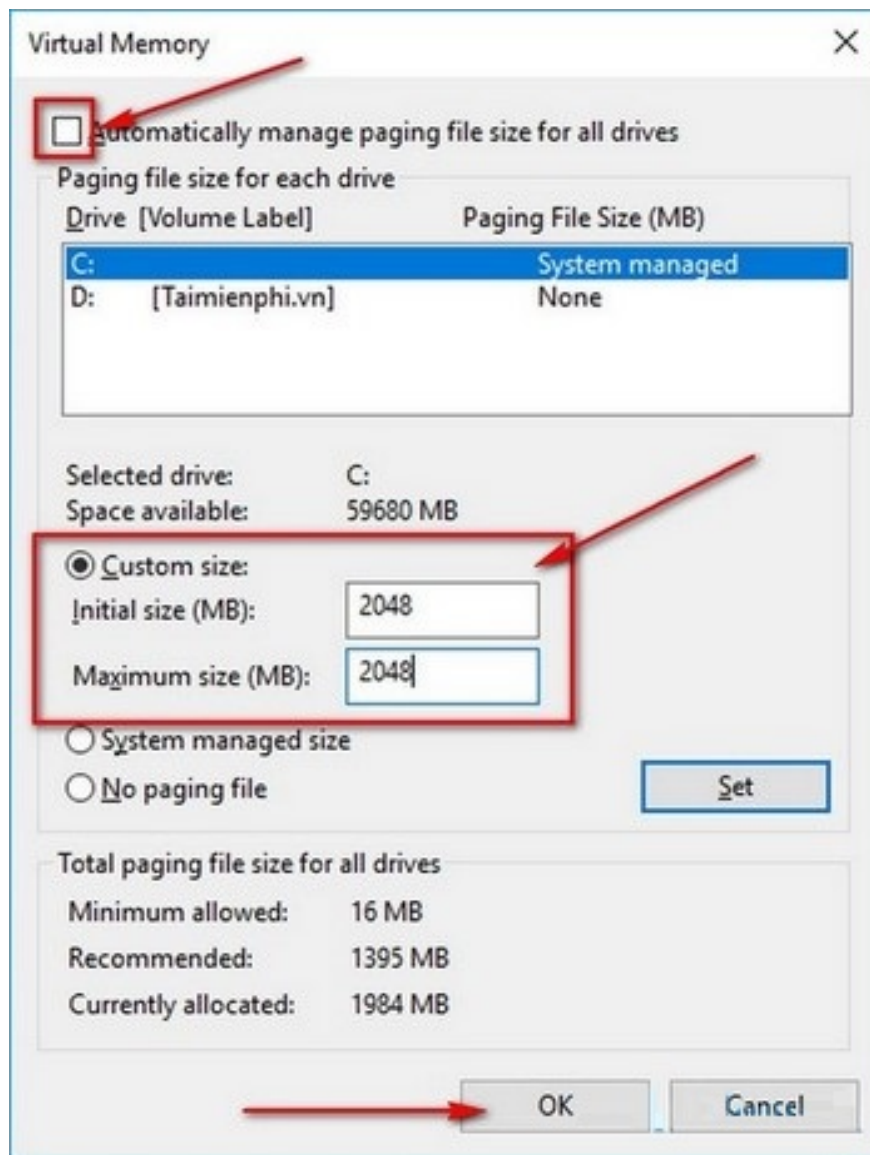 Virtual Memory
Automatically manage paging file size for all drives
Paging file size for each drive
Drive [Volume Label] Paging File Size (MB)
C: System managed
D: [Taimienphi.vn] None
Selected drive: C:
Space available: 59680 MB
Custom size:
Initial size (MB): 2048
Maximum size (MB): 2048
System managed size
No paging file
Set
Total paging file size for all drives
Minimum allowed: 16 MB
Recommended: 1395 MB
Currently allocated: 1984 MB
OK Cancel